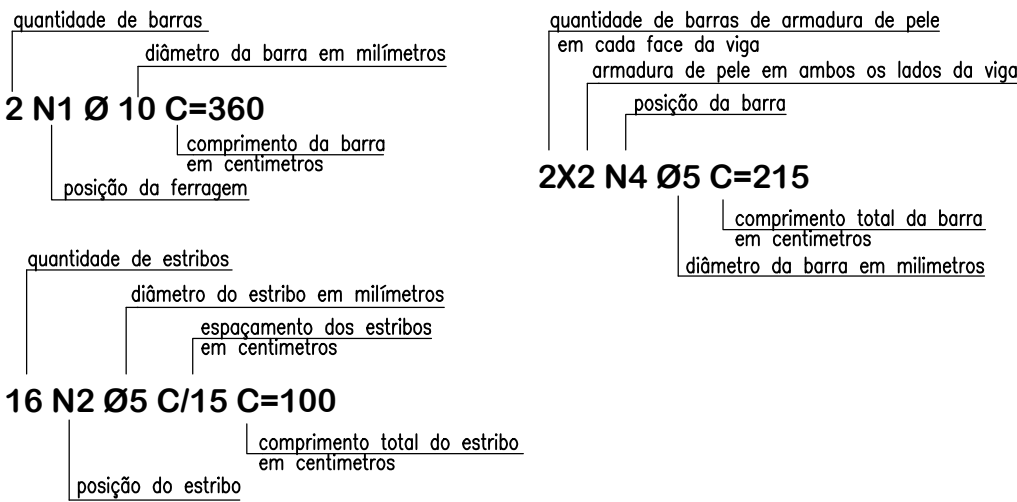 quantidade de barras
diâmetro da barra em milímetros
2 N1 Ø 10 C=360
comprimento da barra
em centimetros
posição da ferragem
quantidade de barras de armadura de pele
em cada face da viga
armadura de pele em ambos os lados da viga
posição da barra
2X2 N4 Ø5 C=215
comprimento total da barra
em centimetros
diâmetro da barra em milimetros
quantidade de estribos
diâmetro do estribo em milímetros
espaçamento dos estribos
em centimetros
16 N2 Ø5 C/15 C=100
comprimento total do estribo
em centimetros
posição do estribo